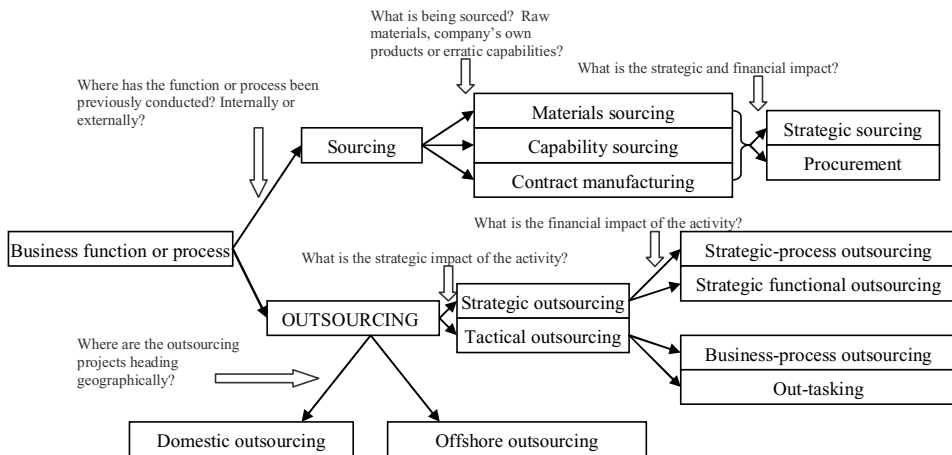 What is being sourced? Raw
materials, company's own
products or erratic capabilities?
What is the strategic and financial impact?
Where has the function or process been
previously conducted? Internally or
externally?
Materials sourcing
Sourcing
Capability sourcing
Contract manufacturing
Strategic sourcing
Procurement
What is the financial impact of the activity?
Business function or process
What is the strategic impact of the activity?
Strategic-process outsourcing
Strategic functional outsourcing
OUTSOURCING
Strategic outsourcing
Tactical outsourcing
Where are the outsourcing
projects heading
geographically?
Business-process outsourcing
Out-tasking
Domestic outsourcing
Offshore outsourcing